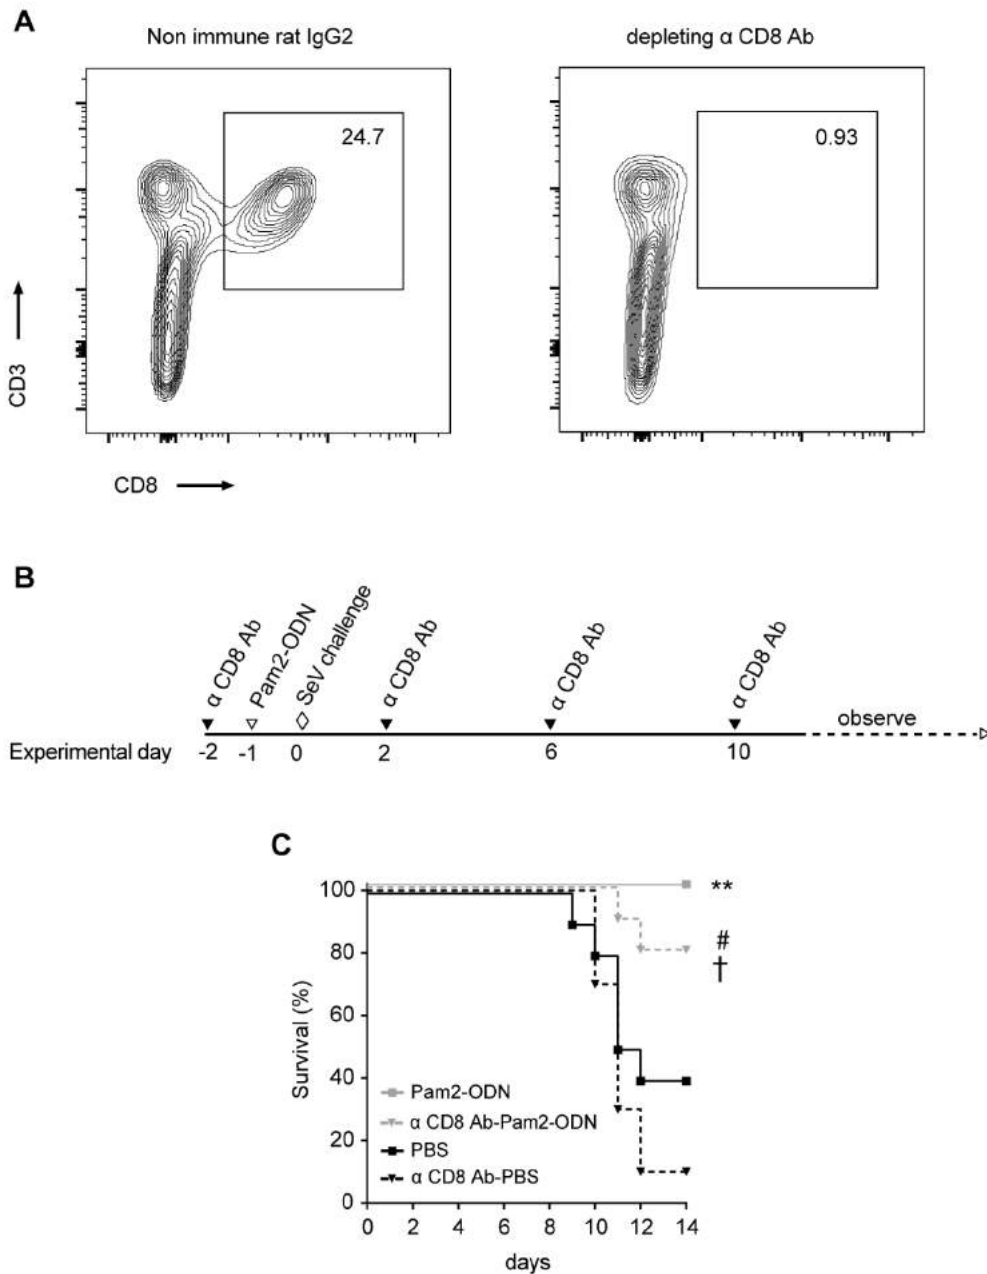 A
Non immune rat IgG2
depleting α CD8 Ab
24.7
0.93
CD3
CD8
B
α CD8 Ab
Pam2-ODN
SeV challenge
α CD8 Ab
α CD8 Ab
α CD8 Ab
observe
Experimental day
-2 -1 0 2 6 10
C
100
80
60
40
20
0
Survival (%)
**
#
†
Pam2-ODN
α CD8 Ab-Pam2-ODN
PBS
α CD8 Ab-PBS
0 2 4 6 8 10 12 14
days